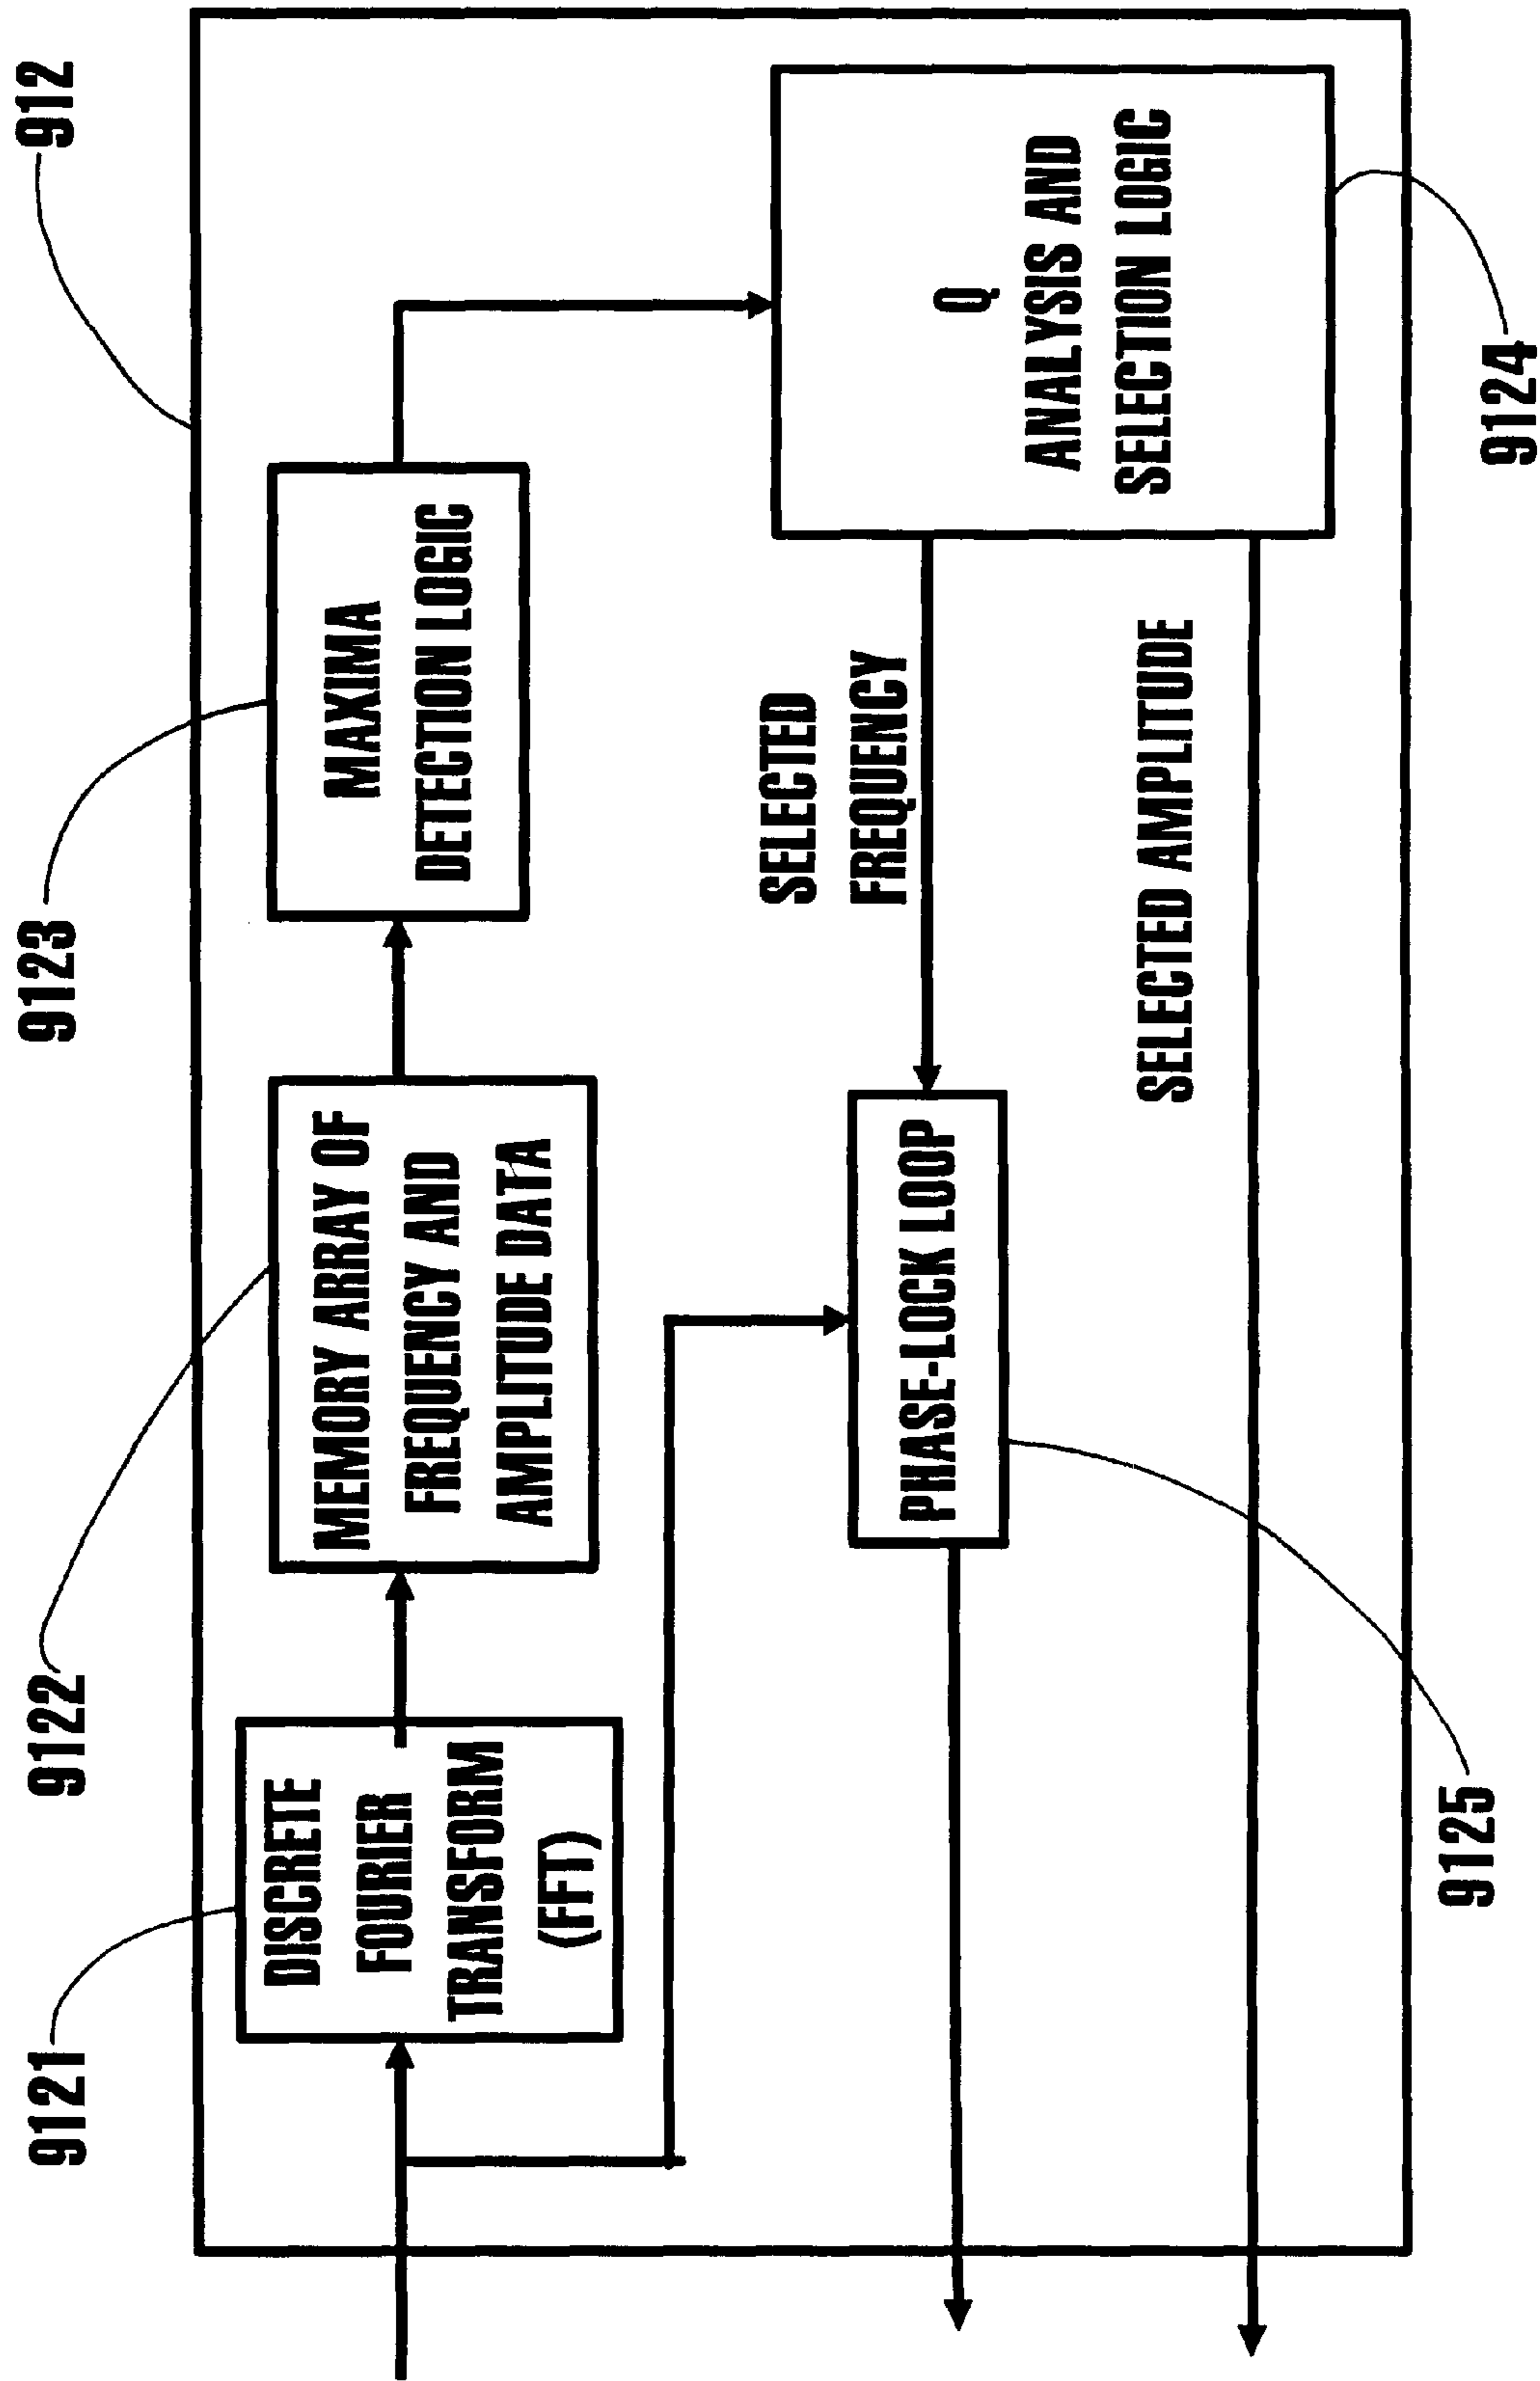 912
9121
9122
9123
DISCRETE
FOURIER
TRANSFORM
(FFT)
MEMORY ARRAY OF
FREQUENCY AND
AMPLITUDE DATA
MAXIMA
DETECTION LOGIC
Q
ANALYSIS AND
SELECTION LOGIC
SELECTED
FREQUENCY
PHASE-LOCK LOOP
SELECTED AMPLITUDE
9125
9124